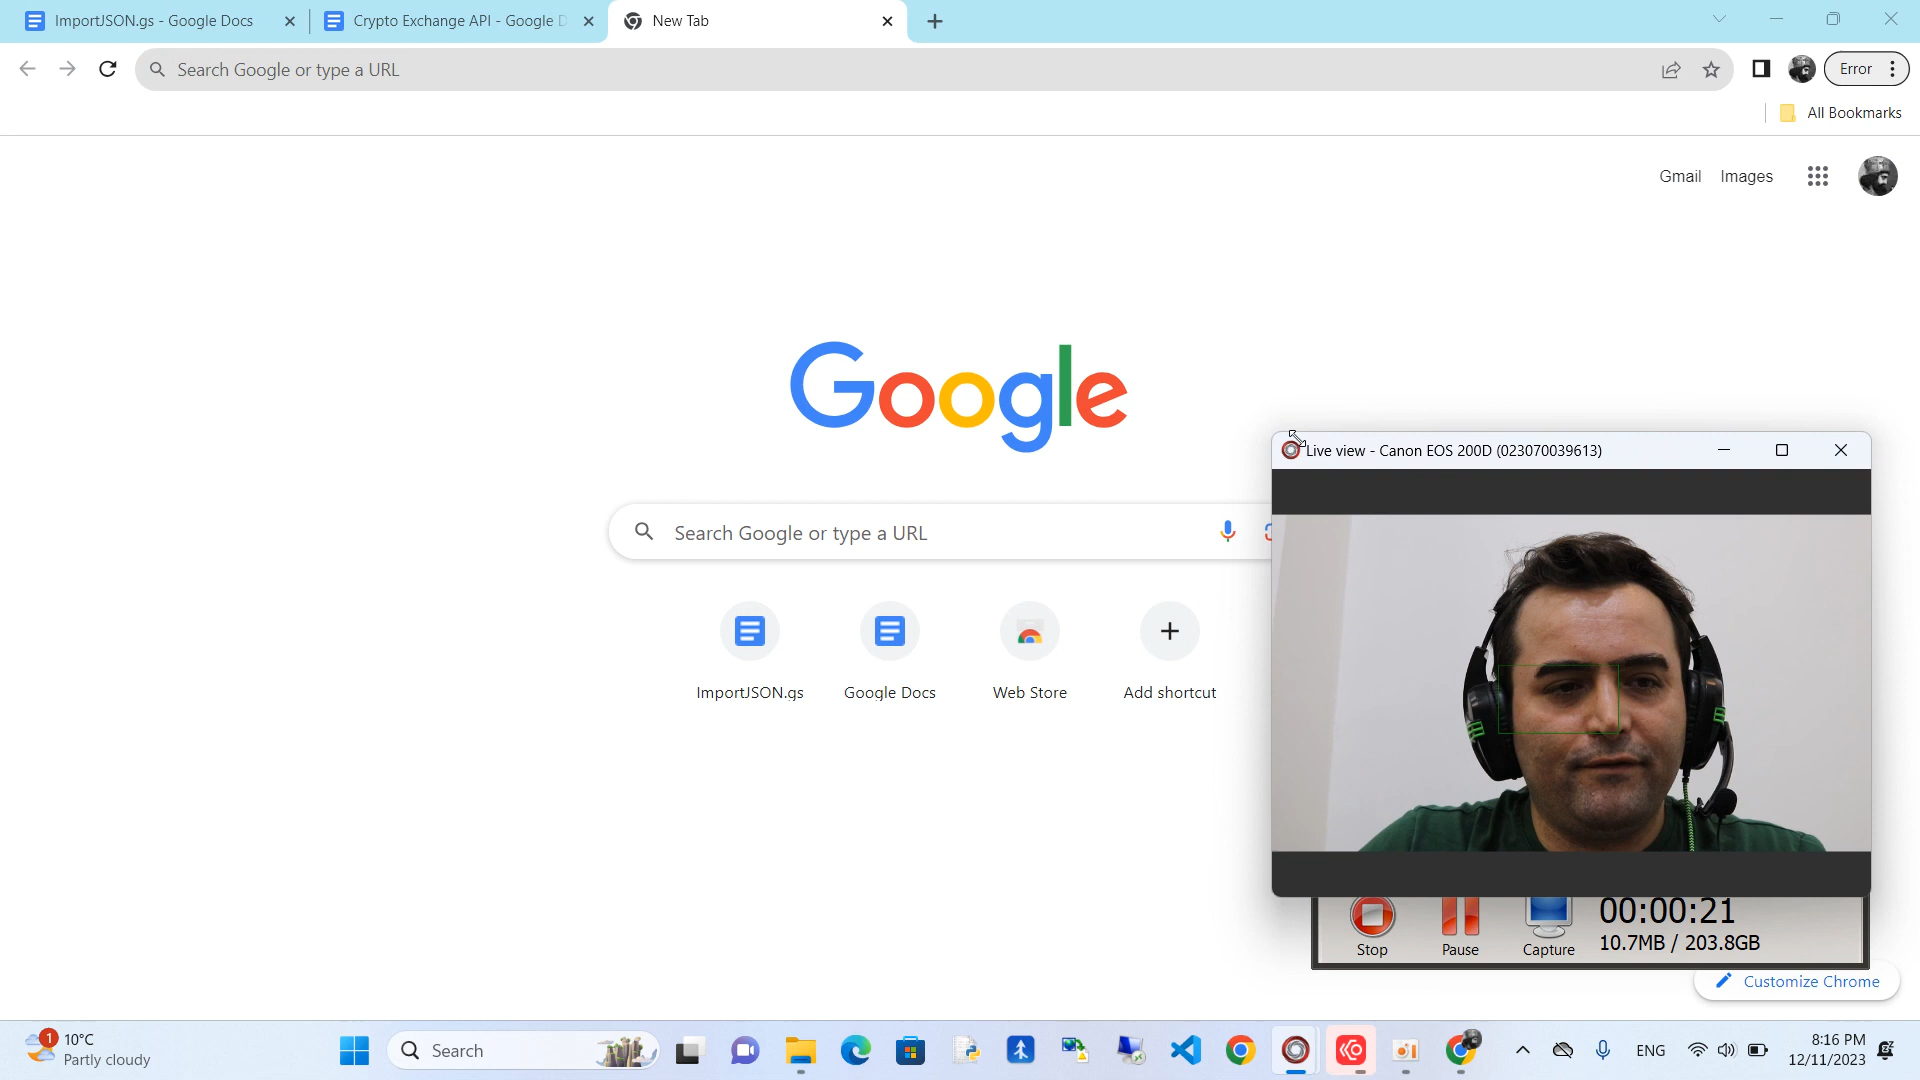 ImportJSON.gs - Google Docs
Crypto Exchange API - Google D
New Tab
Search Google or type a URL
Error
All Bookmarks
Gmail
Images
Google
Live view - Canon EOS 200D (023070039613)
Search Google or type a URL
ImportJSON.gs
Google Docs
Web Store
Add shortcut
00:00:21
10.7MB / 203.8GB
Stop
Pause
Capture
Customize Chrome
1
10°C
Partly cloudy
Search
ENG
8:16 PM
12/11/2023